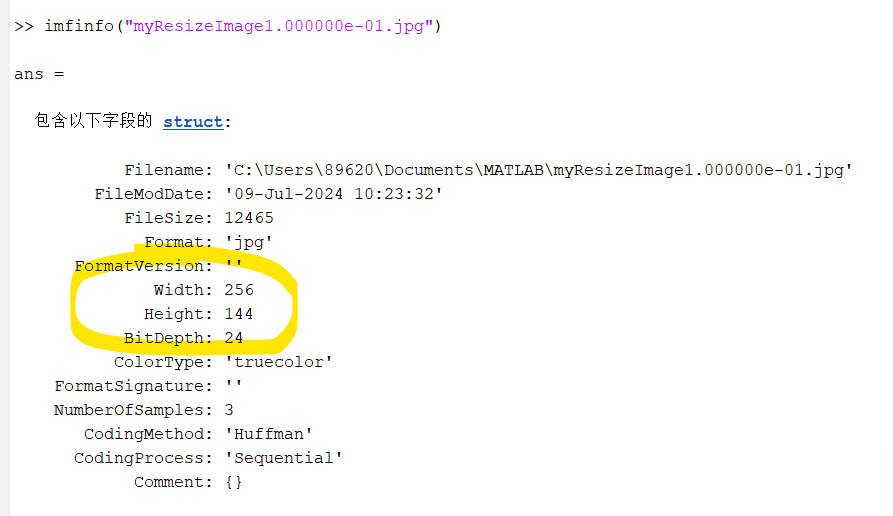 >> imfinfo("myResizeImage1.000000e-01.jpg")
ans =
包含以下字段的 struct:
Filename: 'C:\Users\89620\Documents\MATLAB\myResizeImage1.000000e-01.jpg'
FileModDate: '09-Jul-2024 10:23:32'
FileSize: 12465
Format: 'jpg'
FormatVersion: ''
Width: 256
Height: 144
BitDepth: 24
ColorType: 'truecolor'
FormatSignature: ''
NumberOfSamples: 3
CodingMethod: 'Huffman'
CodingProcess: 'Sequential'
Comment: {}